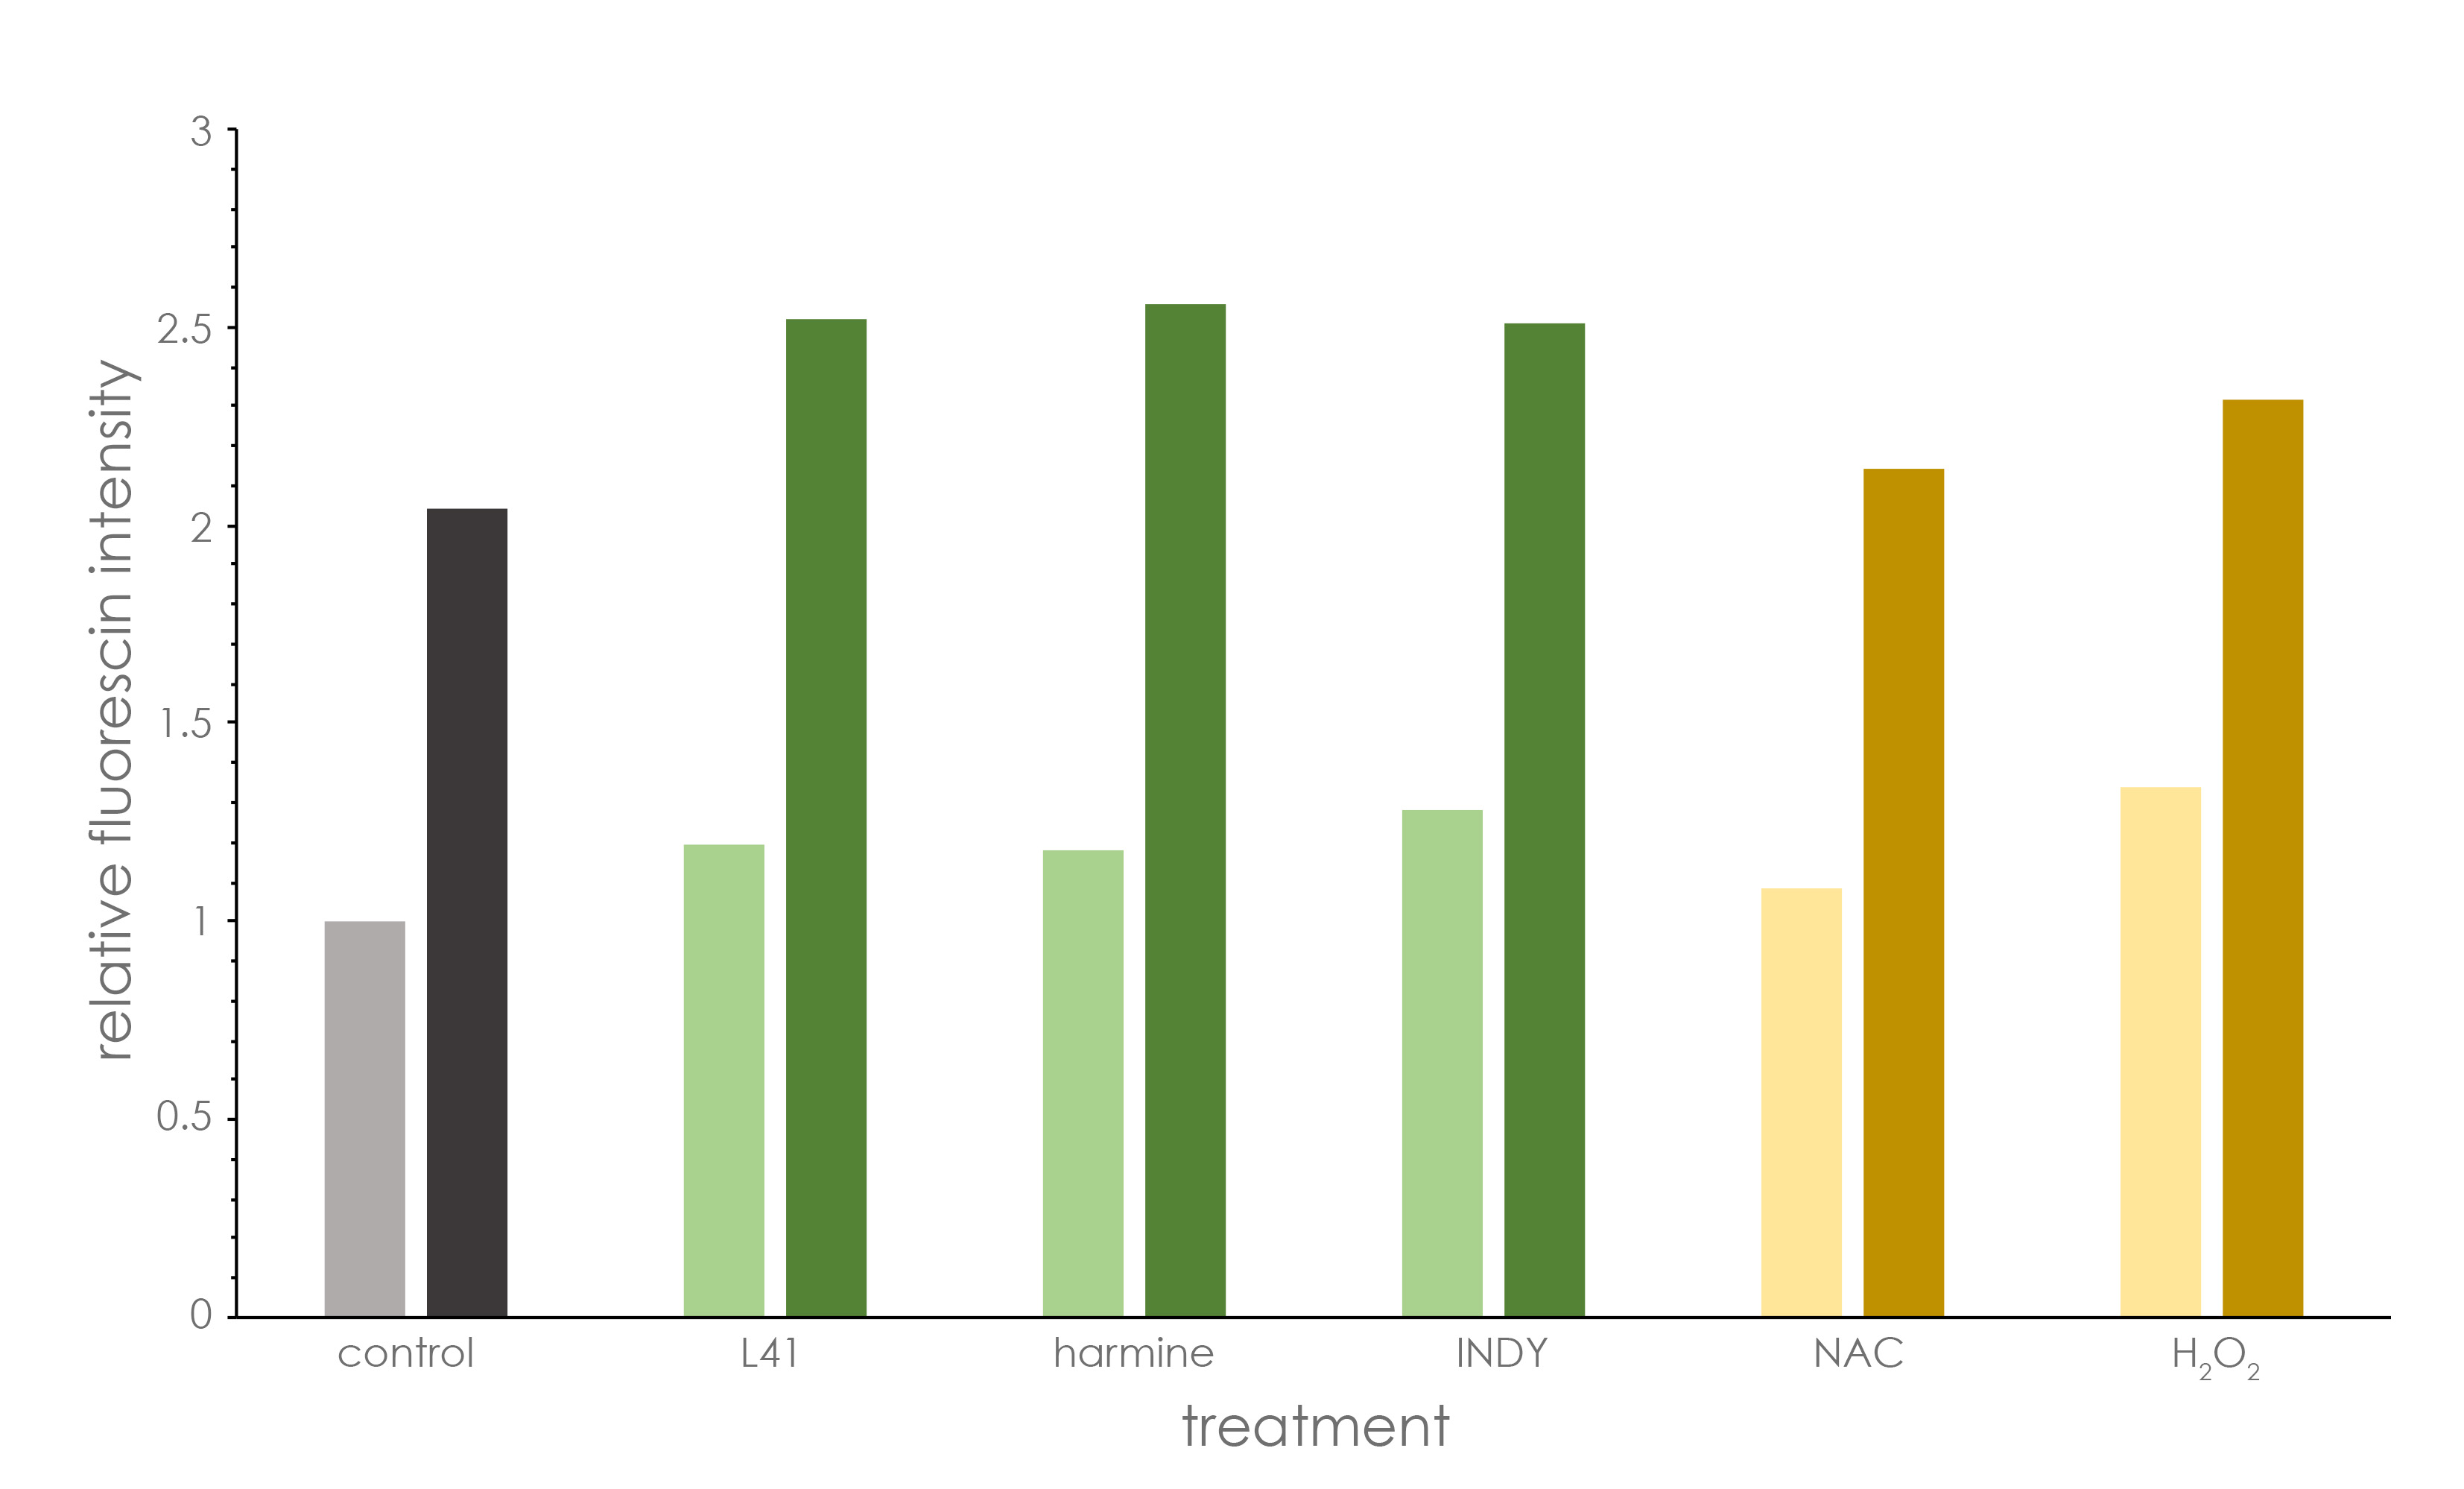 relative fluorescin intensity
3
2.5
2
1.5
1
0.5
0
control L41 harmine INDY NAC H₂O₂
treatment